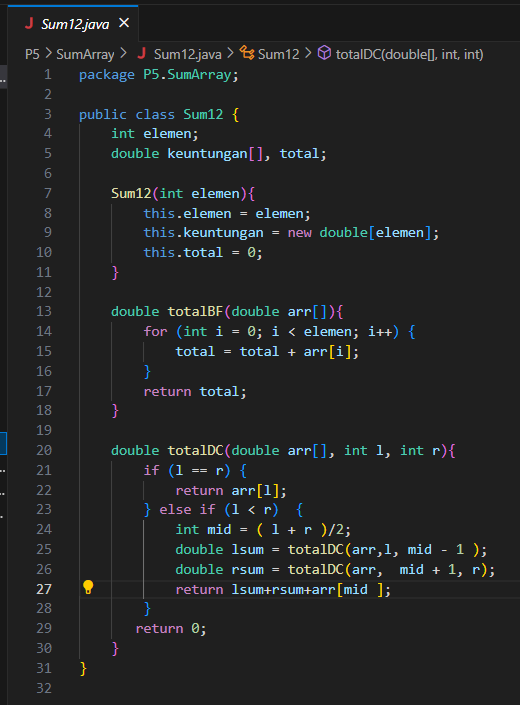 Sum12.java
P5 > SumArray > Sum12.java > Sum12 > totalDC(double[], int, int)
1 package P5.SumArray;
2
3 public class Sum12 {
4     int elemen;
5     double keuntungan[], total;
6
7     Sum12(int elemen){
8         this.elemen = elemen;
9         this.keuntungan = new double[elemen];
10         this.total = 0;
11     }
12
13     double totalBF(double arr[]){
14         for (int i = 0; i < elemen; i++) {
15             total = total + arr[i];
16         }
17         return total;
18     }
19
20     double totalDC(double arr[], int l, int r){
21         if (l == r) {
22             return arr[l];
23         } else if (l < r)  {
24             int mid = ( l + r )/2;
25             double lsum = totalDC(arr,l, mid - 1 );
26             double rsum = totalDC(arr,  mid + 1, r);
27             return lsum+rsum+arr[mid ];
28         }
29        return 0;
30     }
31 }
32